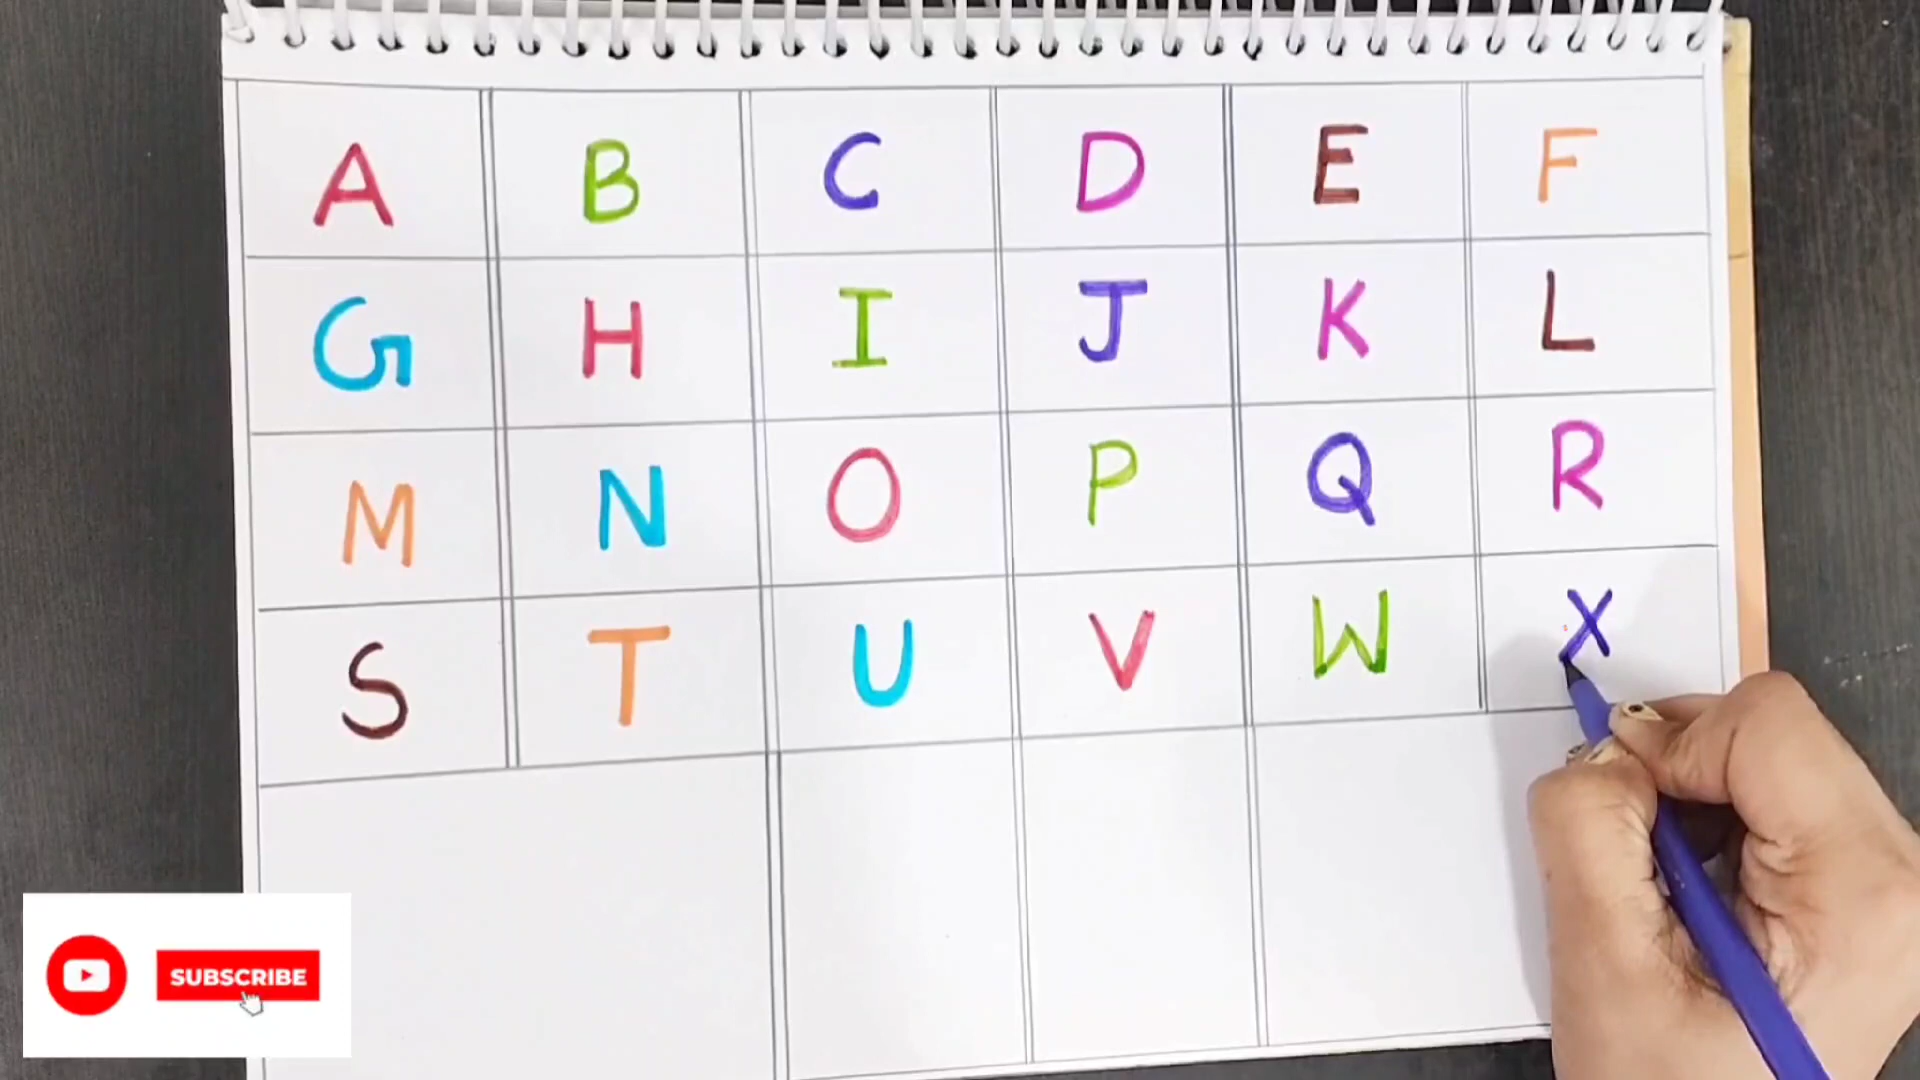 A B C D E F
G H I J K L
M N O P Q R
S T U V W X
SUBSCRIBE